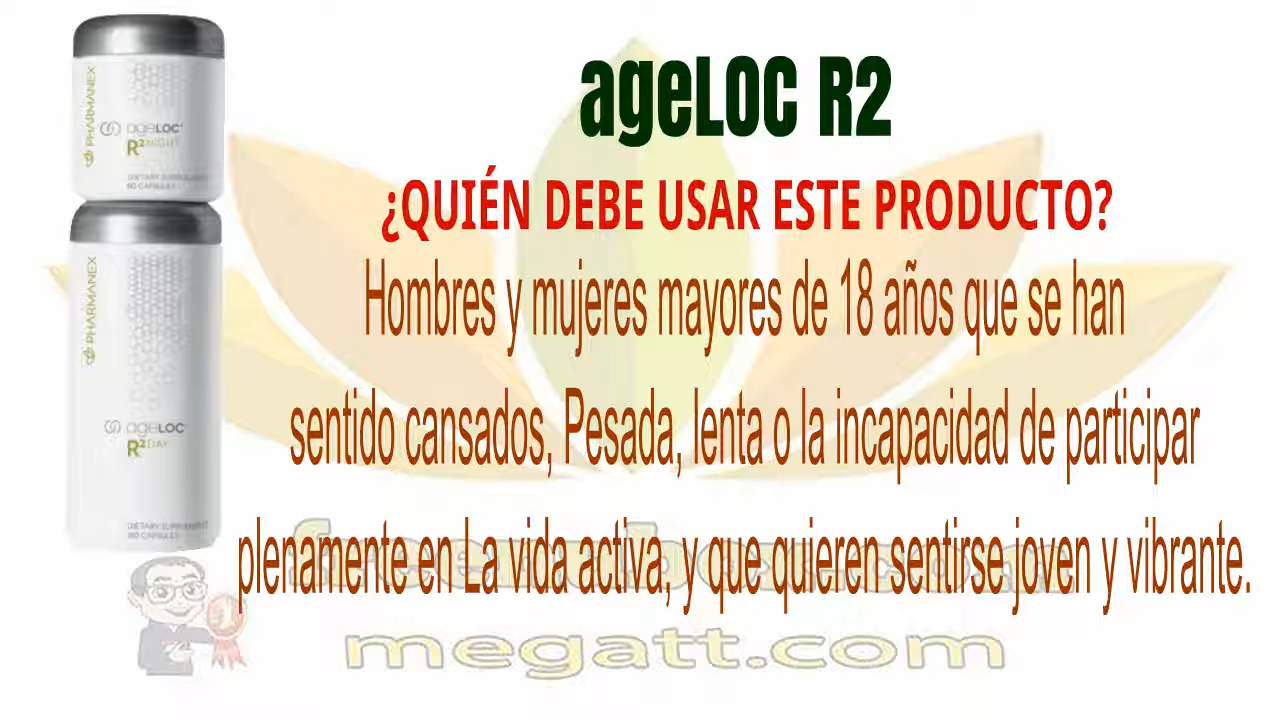 PHARMANEX
ageLOC
R² NIGHT
DIETARY SUPPLEMENT
60 CAPSULES
PHARMANEX
ageLOC
R² DAY
DIETARY SUPPLEMENT
CAPSULES
ageLOC R2
¿QUIÉN DEBE USAR ESTE PRODUCTO?
Hombres y mujeres mayores de 18 años que se han
sentido cansados, Pesada, lenta o la incapacidad de participar
plenamente en La vida activa, y que quieren sentirse joven y vibrante.
megatt.com
1